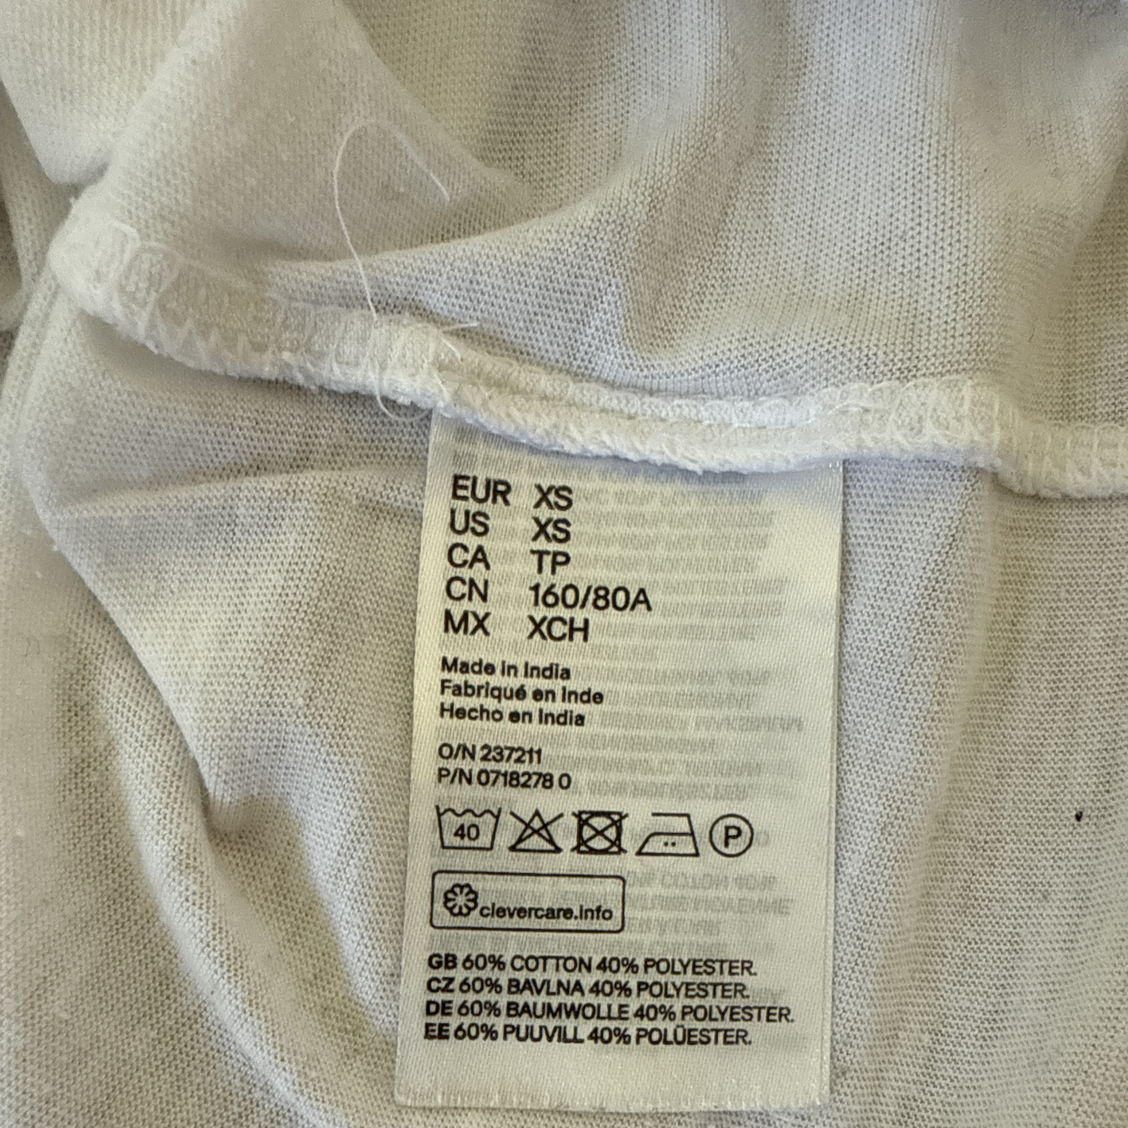 EUR XS
US XS
CA TP
CN 160/80A
MX XCH
Made in India
Fabriqué en Inde
Hecho en India
O/N 237211
P/N 0718278 0
40 P
clevercare.info
GB 60% COTTON 40% POLYESTER.
CZ 60% BAVLNA 40% POLYESTER.
DE 60% BAUMWOLLE 40% POLYESTER.
EE 60% PUUVILL 40% POLÜESTER.